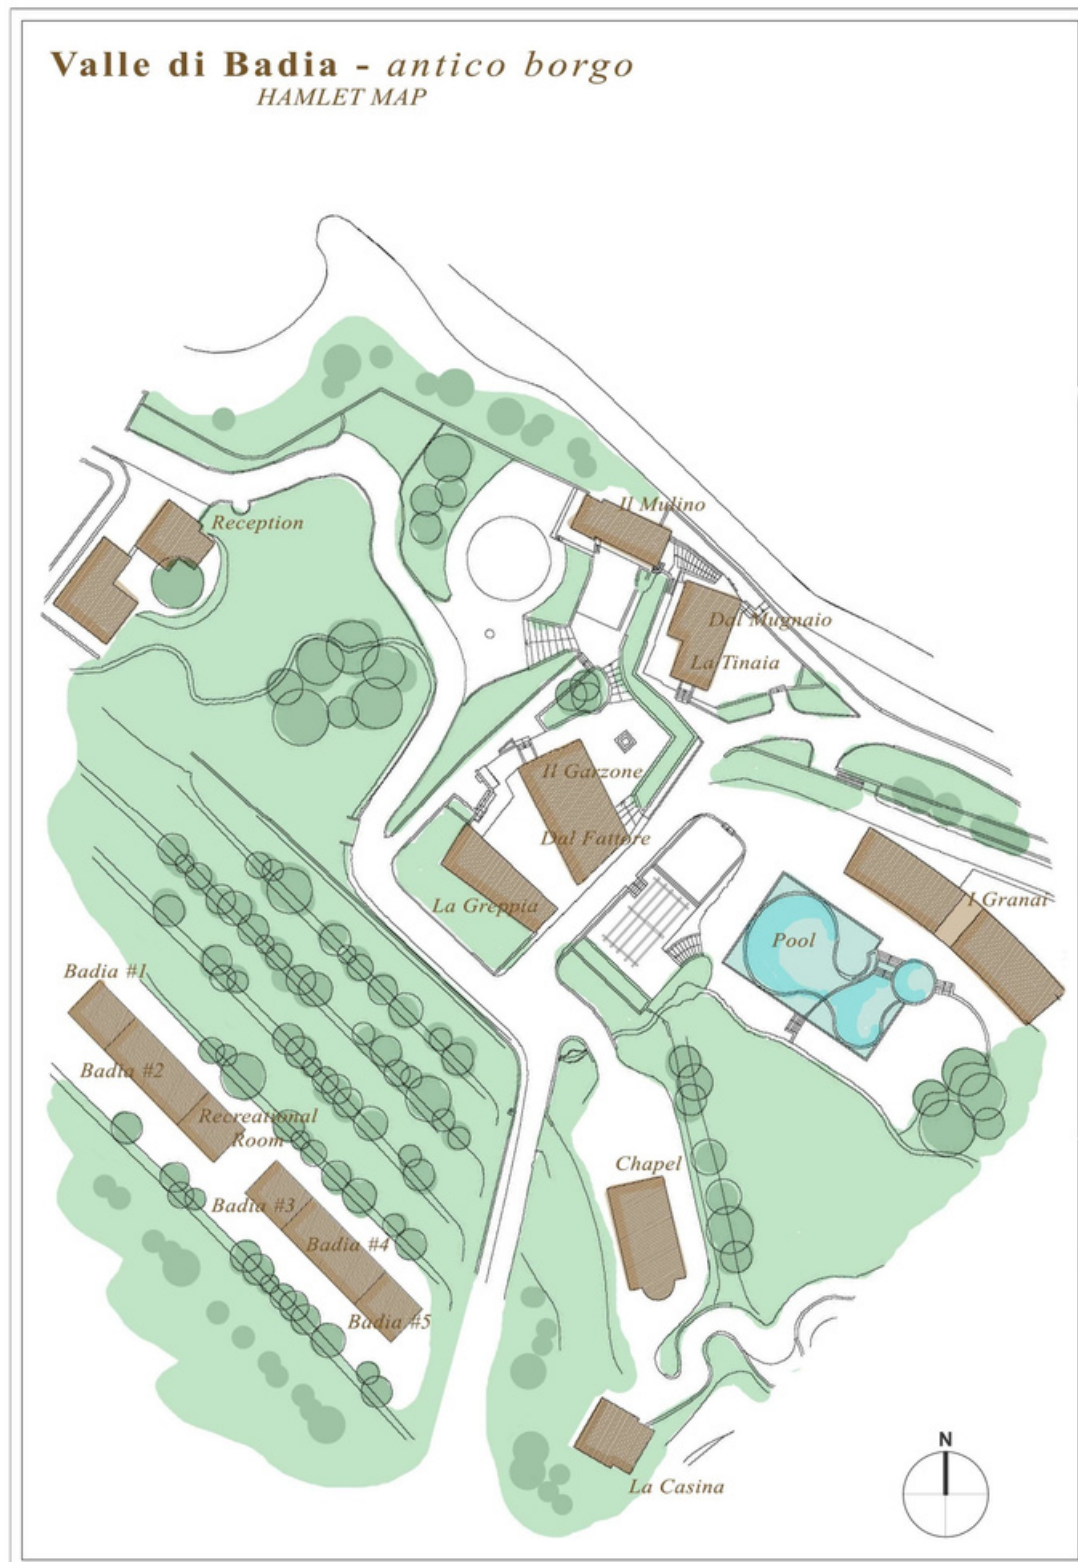 Valle di Badia - antico borgo
HAMLET MAP
Il Mulino
Reception
Dal Mugnaio
La Tinaia
Il Garzone
Dal Fattore
I Granai
La Greppia
Pool
Badia #1
Badia #2
Recreational
Room
Chapel
Badia #3
Badia #4
Badia #5
N
La Casina